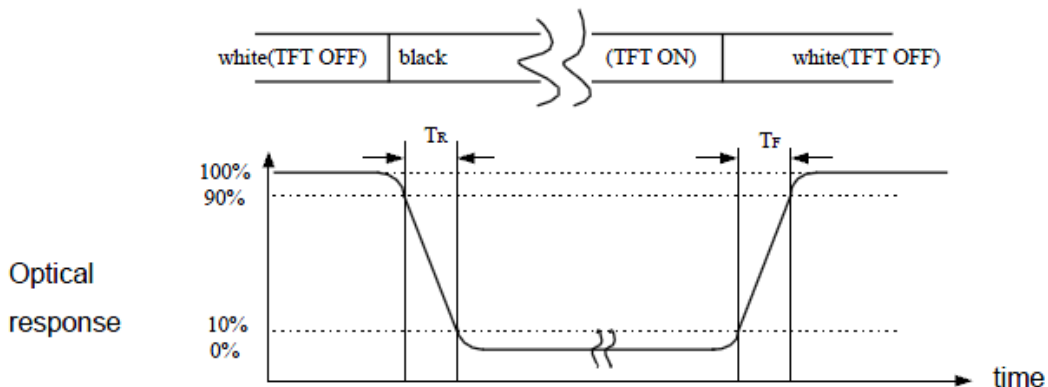 white(TFT OFF) black (TFT ON) white(TFT OFF)
TR TF
100%
90%
Optical
response
10%
0%
time